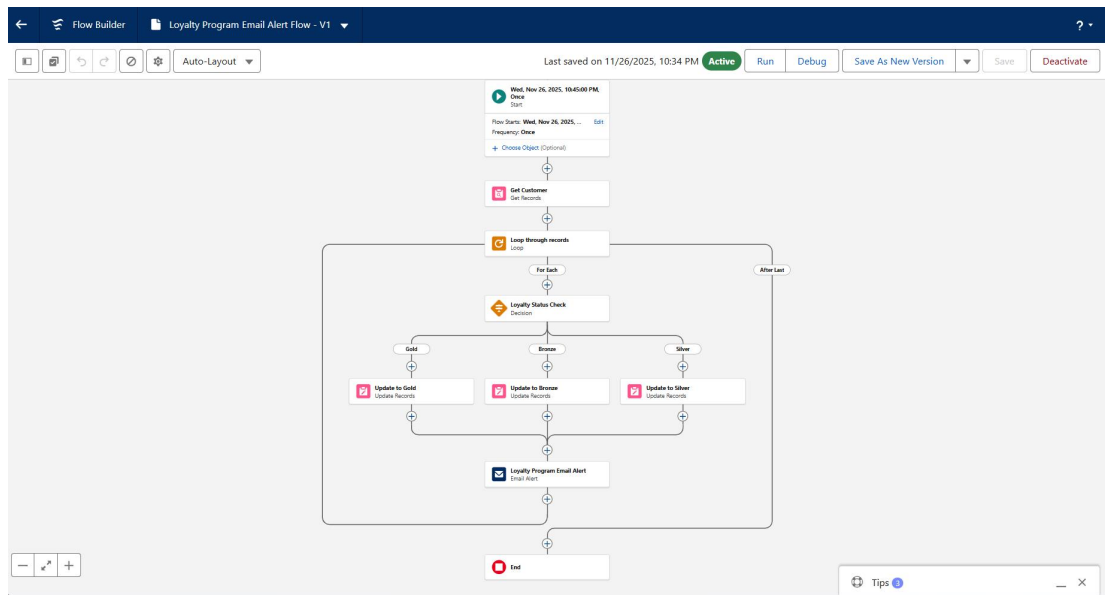 Flow Builder
Loyalty Program Email Alert Flow - V1
?
Auto-Layout
Last saved on 11/26/2025, 10:34 PM
Active
Run
Debug
Save As New Version
Save
Deactivate
Wed, Nov 26, 2025, 10:45:00 PM,
Once
Start
Flow Starts: Wed, Nov 26, 2025, ...
Edit
Frequency: Once
+ Choose Object (Optional)
Get Customer
Get Records
Loop through records
Loop
For Each
After Last
Loyalty Status Check
Decision
Gold
Bronze
Silver
Update to Gold
Update Records
Update to Bronze
Update Records
Update to Silver
Update Records
Loyalty Program Email Alert
Email Alert
End
Tips 3